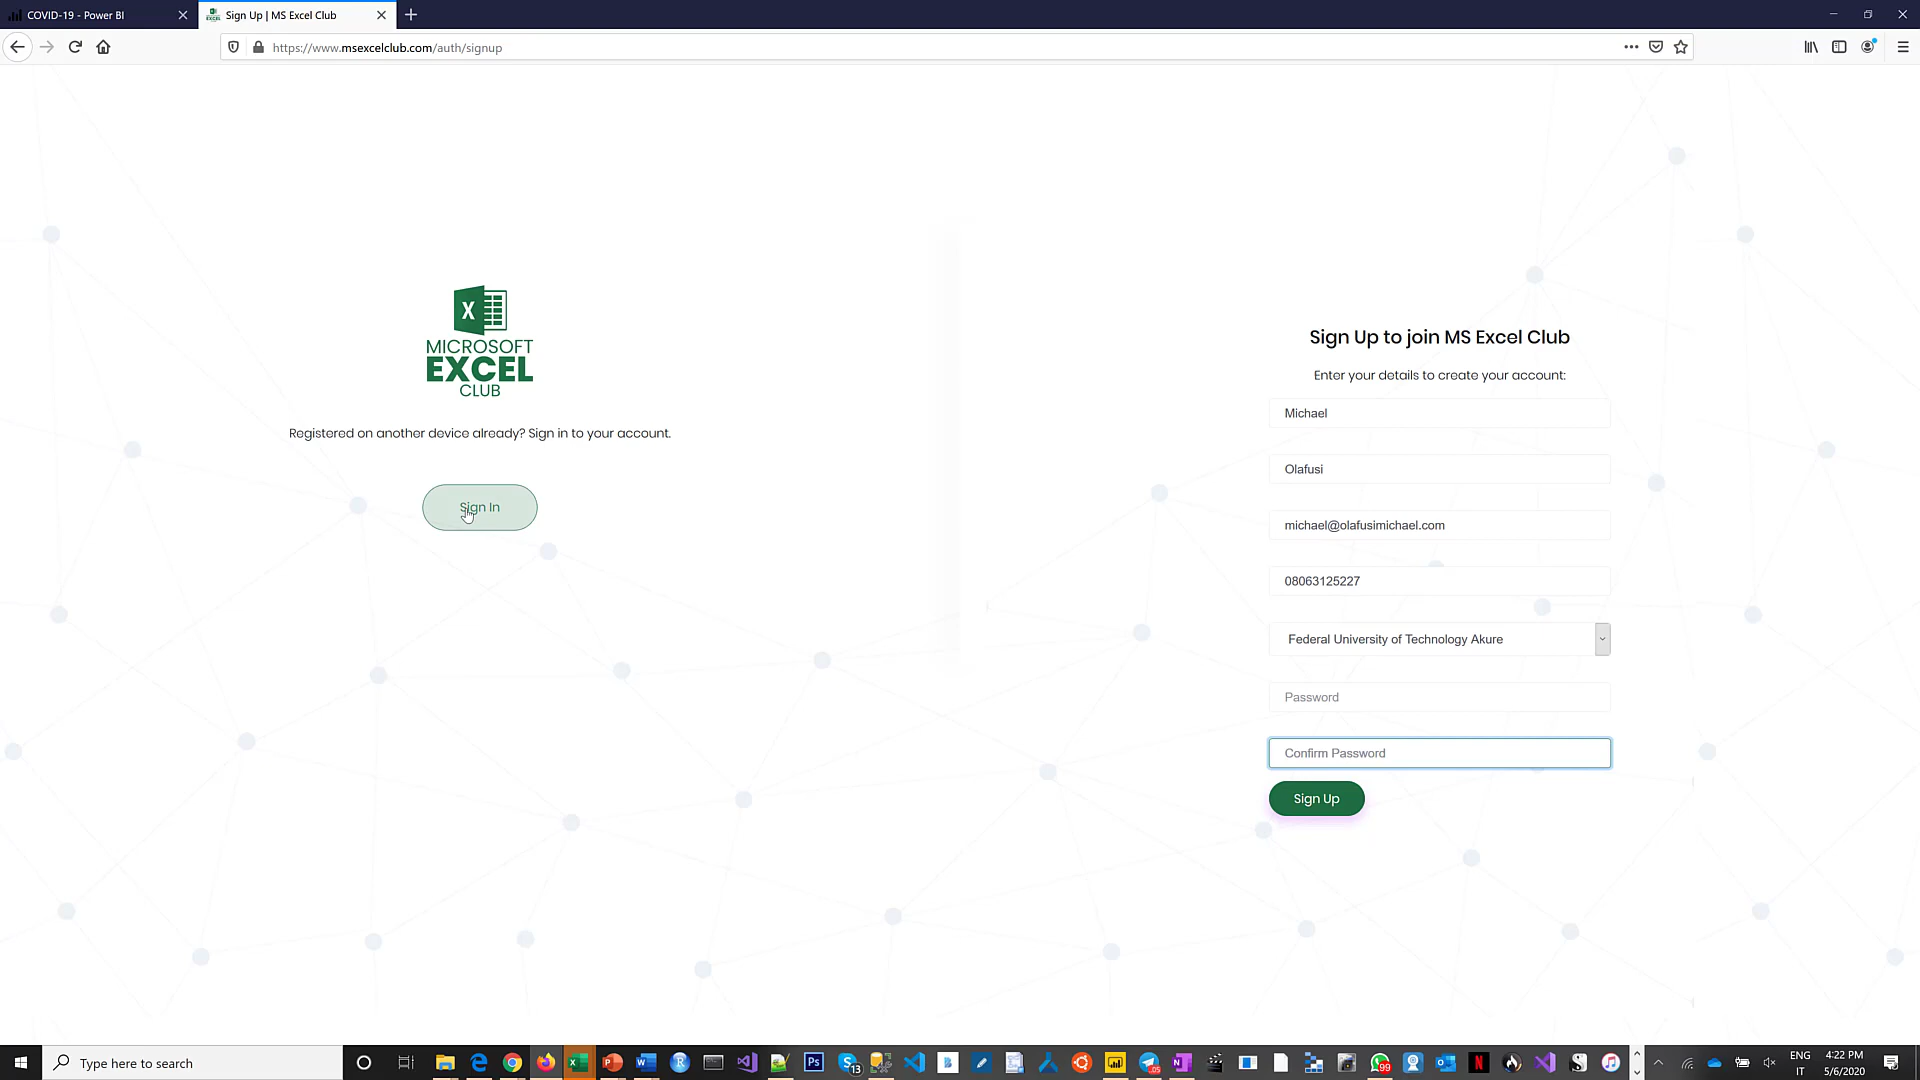 COVID-19 - Power BI
Sign Up | MS Excel Club
https://www.msexcelclub.com/auth/signup
X
MICROSOFT
EXCEL
CLUB
Registered on another device already? Sign in to your account.
Sign In
Sign Up to join MS Excel Club
Enter your details to create your account:
Michael
Olafusi
michael@olafusimichael.com
08063125227
Federal University of Technology Akure
Password
Confirm Password
Sign Up
Type here to search
13
99
ENG
IT
4:22 PM
5/6/2020